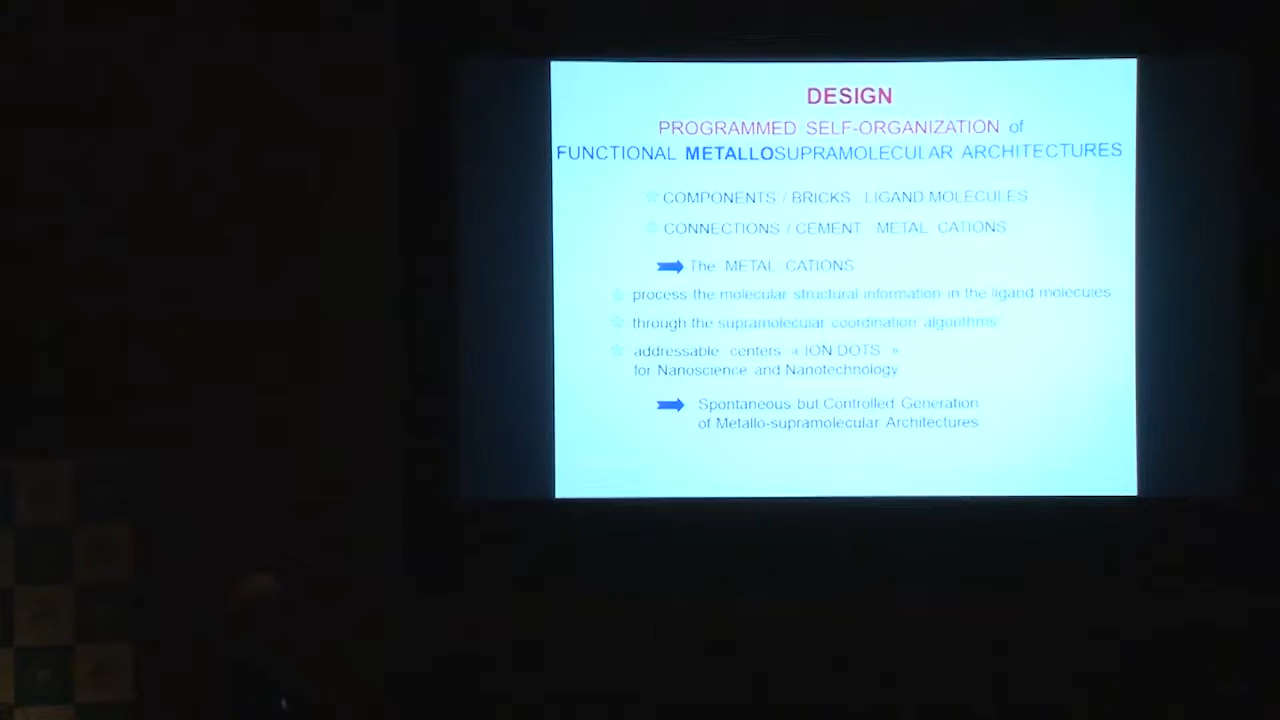 DESIGN
PROGRAMMED SELF-ORGANIZATION of
FUNCTIONAL METALLOSUPRAMOLECULAR ARCHITECTURES
COMPONENTS / BRICKS LIGAND MOLECULES
CONNECTIONS / CEMENT METAL CATIONS
The METAL CATIONS
process the molecular structural information in the ligand molecules
through the supramolecular coordination algorithms
addressable centers « ION DOTS »
for Nanoscience and Nanotechnology
Spontaneous but Controlled Generation
of Metallo-supramolecular Architectures